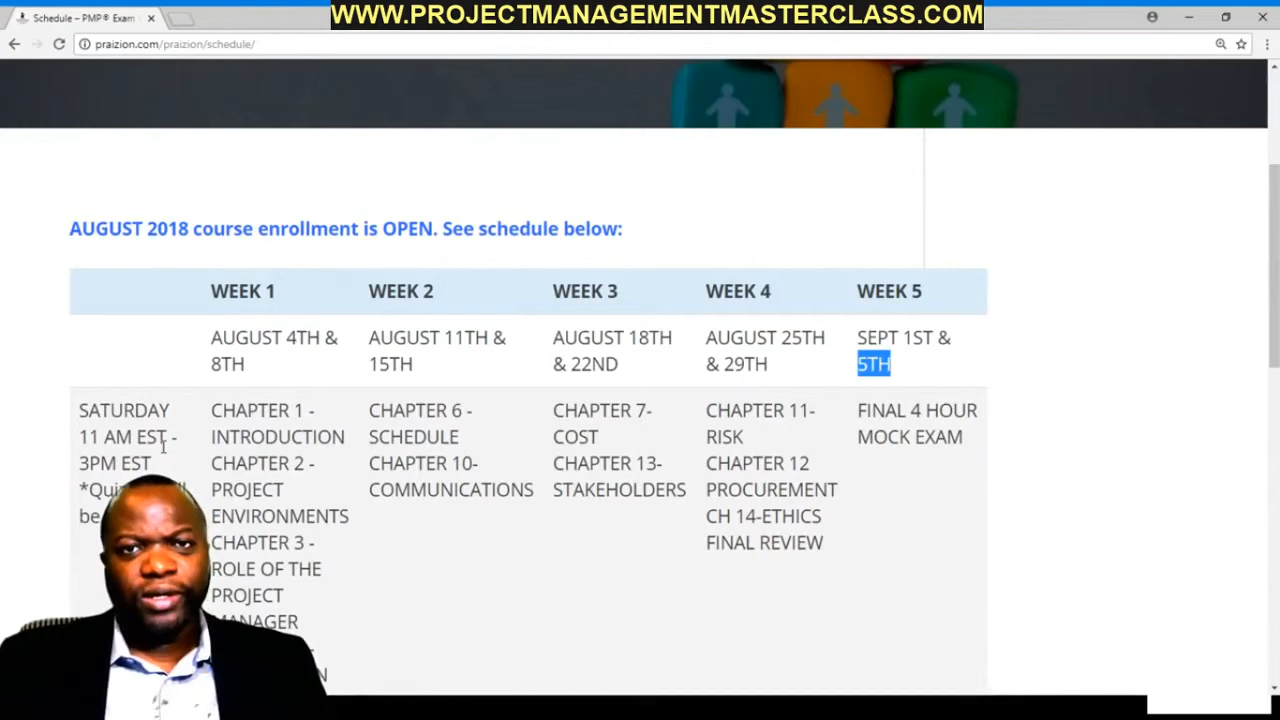 WWW.PROJECTMANAGEMENTMASTERCLASS.COM
Schedule ~ PMP® Exam
praizion.com/praizion/schedule/
AUGUST 2018 course enrollment is OPEN. See schedule below:
WEEK 1
WEEK 2
WEEK 3
WEEK 4
WEEK 5
AUGUST 4TH &
8TH
AUGUST 11TH &
15TH
AUGUST 18TH
& 22ND
AUGUST 25TH
& 29TH
SEPT 1ST &
5TH
SATURDAY
11 AM EST -
3PM EST
be
CHAPTER 1 -
INTRODUCTION
CHAPTER 2 -
PROJECT
ENVIRONMENTS
CHAPTER 3 -
ROLE OF THE
PROJECT
MANAGER
CHAPTER 6 -
SCHEDULE
CHAPTER 10-
COMMUNICATIONS
CHAPTER 7-
COST
CHAPTER 13-
STAKEHOLDERS
CHAPTER 11-
RISK
CHAPTER 12
PROCUREMENT
CH 14-ETHICS
FINAL REVIEW
FINAL 4 HOUR
MOCK EXAM